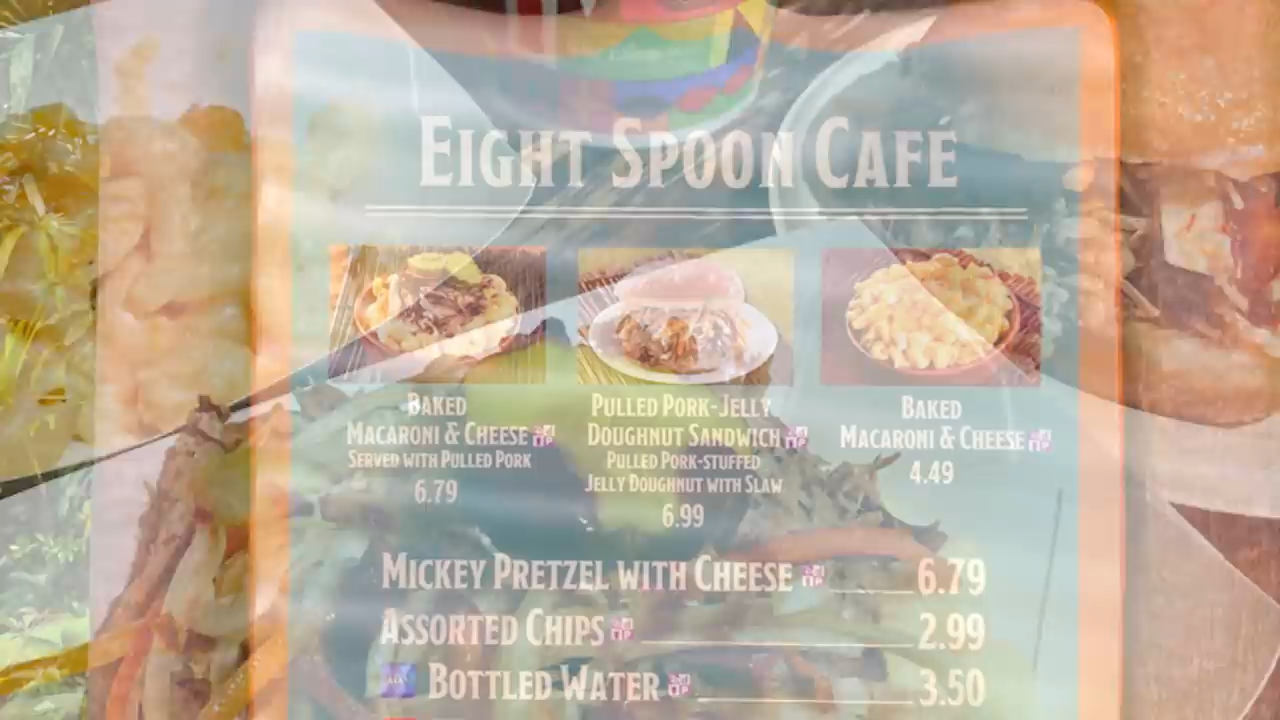 EIGHT SPOON CAFE
BAKED
MACARONI & CHEESE
SERVED WITH PULLED PORK
6.79
PULLED PORK-JELLY
DOUGHNUT SANDWICH
PULLED PORK-STUFFED
JELLY DOUGHNUT WITH SLAW
6.99
BAKED
MACARONI & CHEESE
4.49
MICKEY PRETZEL WITH CHEESE 6.79
ASSORTED CHIPS 2.99
BOTTLED WATER 3.50